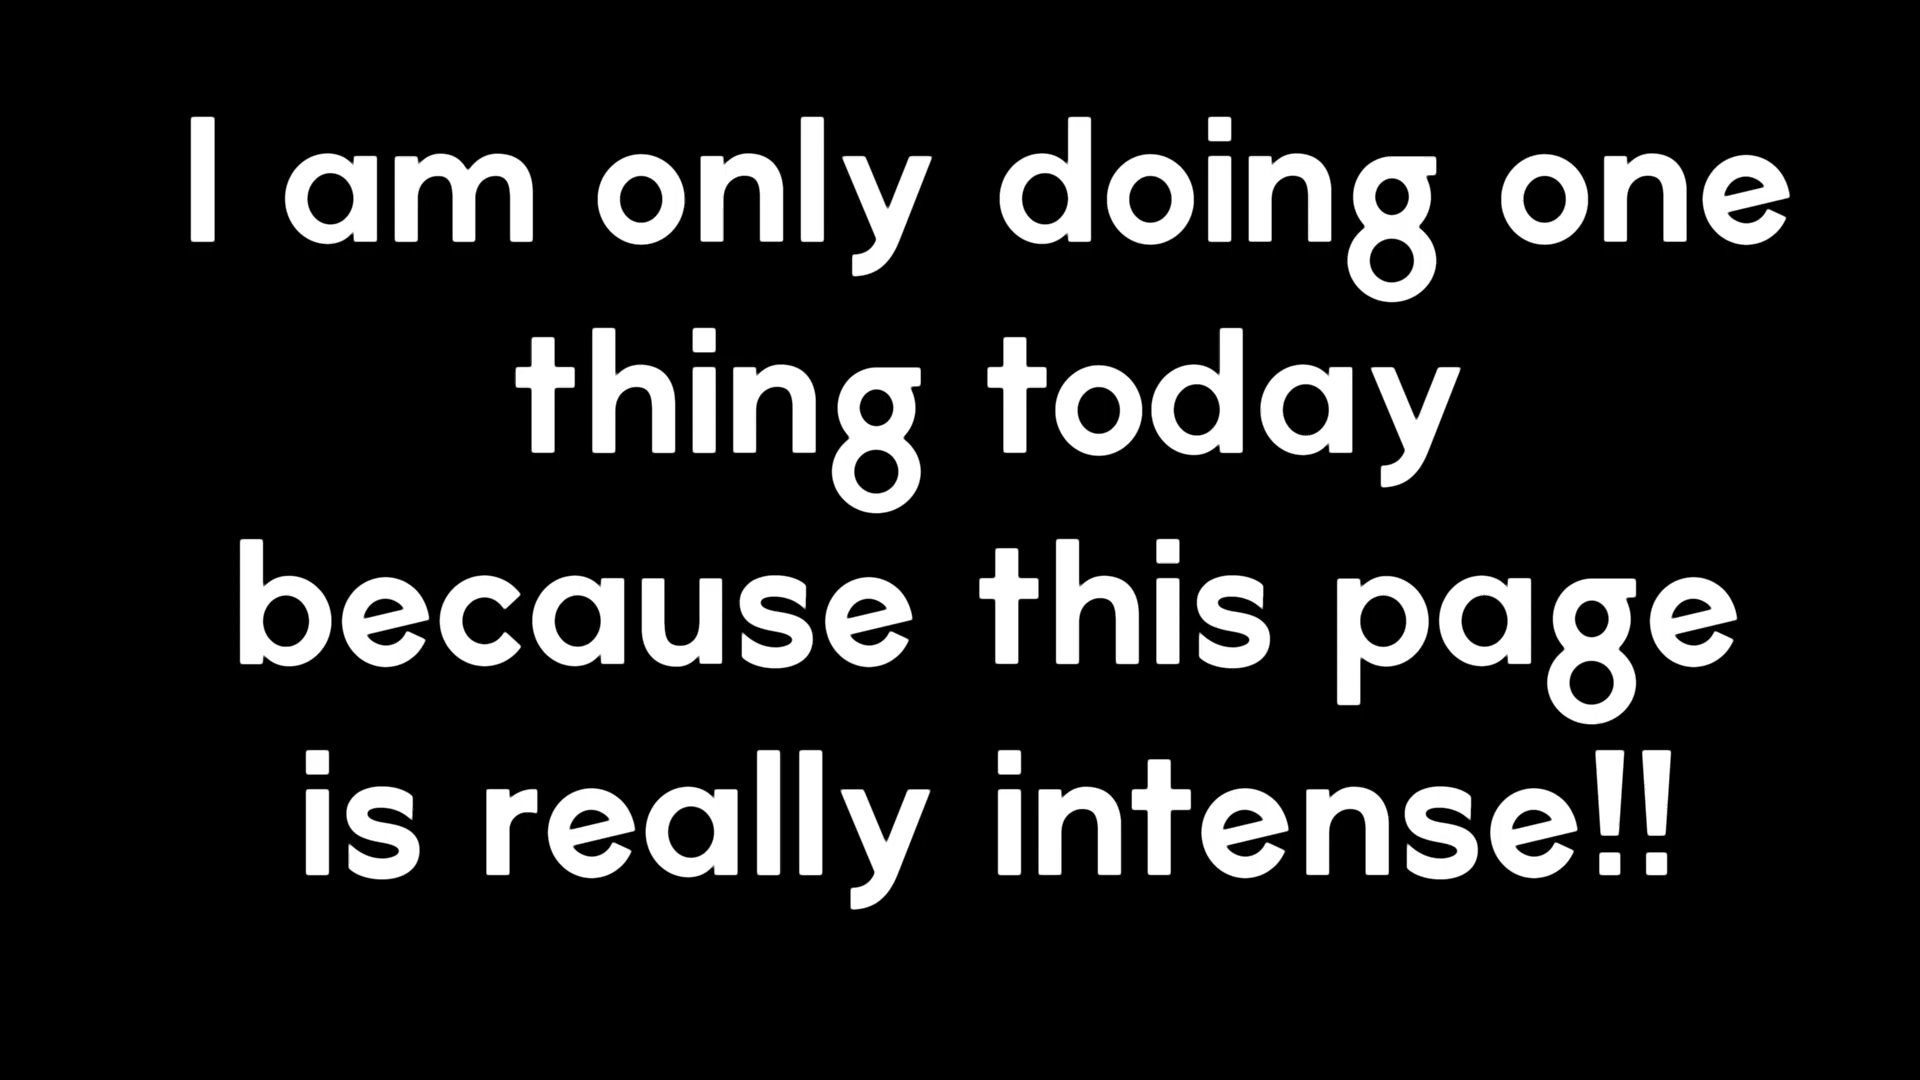 I am only doing one
thing today
because this page
is really intense!!